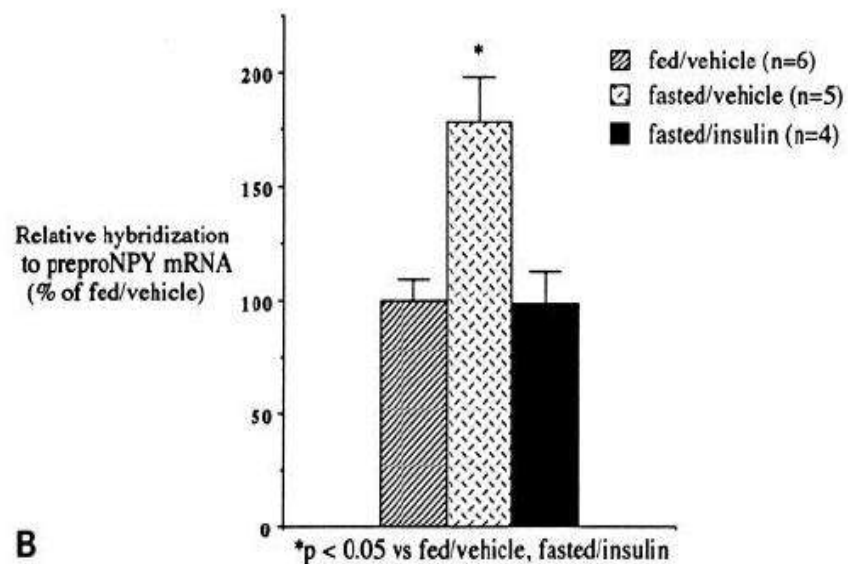 *
200
150
100
50
0
Relative hybridization
to preproNPY mRNA
(% of fed/vehicle)
fed/vehicle (n=6)
fasted/vehicle (n=5)
fasted/insulin (n=4)
B
*p < 0.05 vs fed/vehicle, fasted/insulin